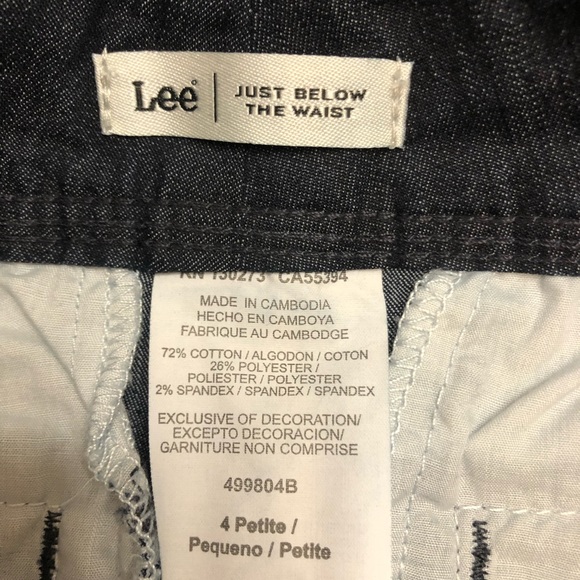 Lee® | JUST BELOW
THE WAIST
RN 130273 CA55394
MADE IN CAMBODIA
HECHO EN CAMBOYA
FABRIQUE AU CAMBODGE
72% COTTON / ALGODON / COTON
26% POLYESTER /
POLIESTER / POLYESTER
2% SPANDEX / SPANDEX / SPANDEX
EXCLUSIVE OF DECORATION/
EXCEPTO DECORACION/
GARNITURE NON COMPRISE
499804B
4 Petite /
Pequeno / Petite